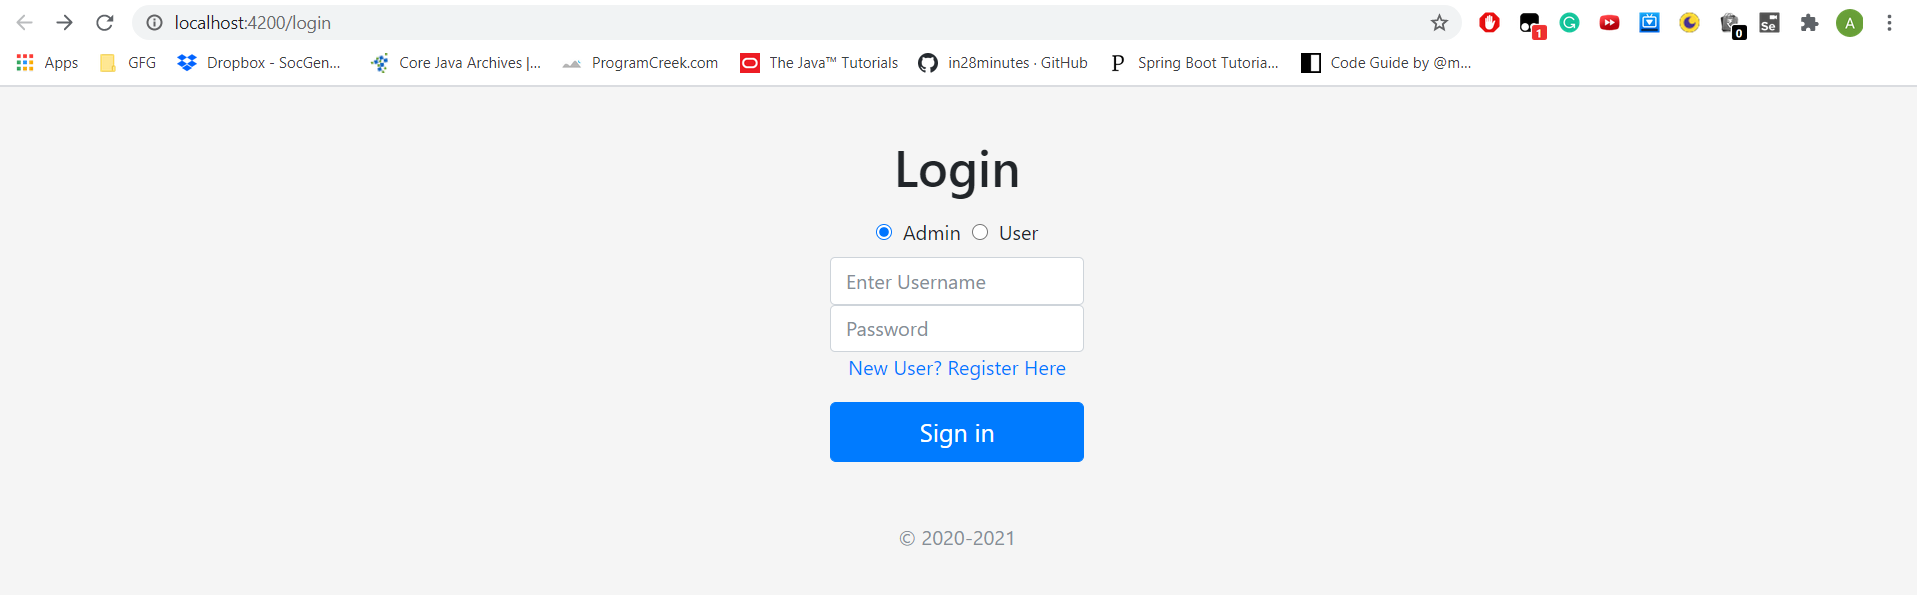 localhost:4200/login
1
0
Se
A
Apps GFG Dropbox - SocGen... Core Java Archives |... ProgramCreek.com The Java™ Tutorials in28minutes · GitHub P Spring Boot Tutoria... Code Guide by @m...
Login
Admin User
Enter Username
Password
New User? Register Here
Sign in
© 2020-2021